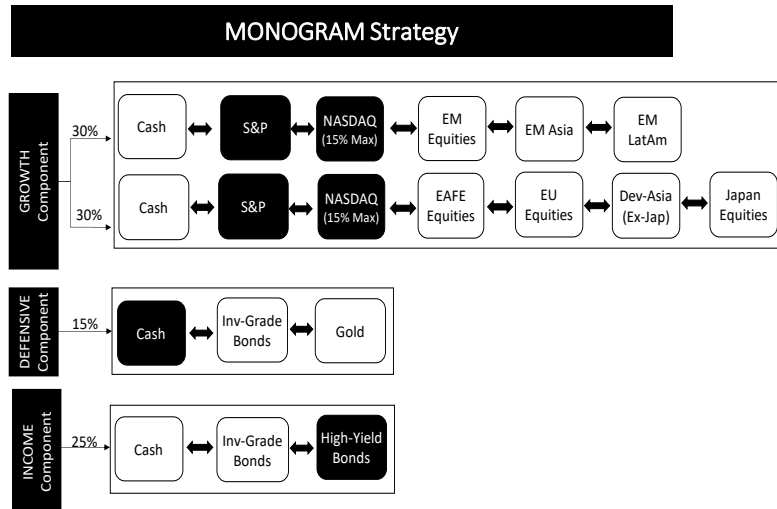 MONOGRAM Strategy
GROWTH
Component
30%
Cash
S&P
NASDAQ
(15% Max)
EM
Equities
EM Asia
EM
LatAm
30%
Cash
S&P
NASDAQ
(15% Max)
EAFE
Equities
EU
Equities
Dev-Asia
(Ex-Jap)
Japan
Equities
DEFENSIVE
Component
15%
Cash
Inv-Grade
Bonds
Gold
INCOME
Component
25%
Cash
Inv-Grade
Bonds
High-Yield
Bonds